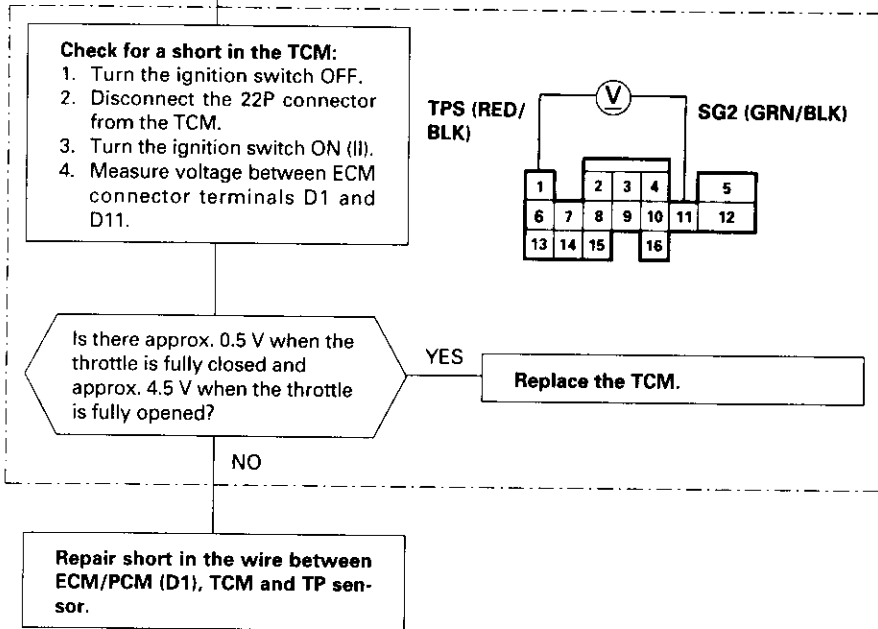 Check for a short in the TCM:
1. Turn the ignition switch OFF.
2. Disconnect the 22P connector
from the TCM.
3. Turn the ignition switch ON (II).
4. Measure voltage between ECM
connector terminals D1 and
D11.
TPS (RED/
BLK)
V
SG2 (GRN/BLK)
1 2 3 4 5
6 7 8 9 10 11 12
13 14 15 16
Is there approx. 0.5 V when the
throttle is fully closed and
approx. 4.5 V when the throttle
is fully opened?
YES
Replace the TCM.
NO
Repair short in the wire between
ECM/PCM (D1), TCM and TP sen-
sor.